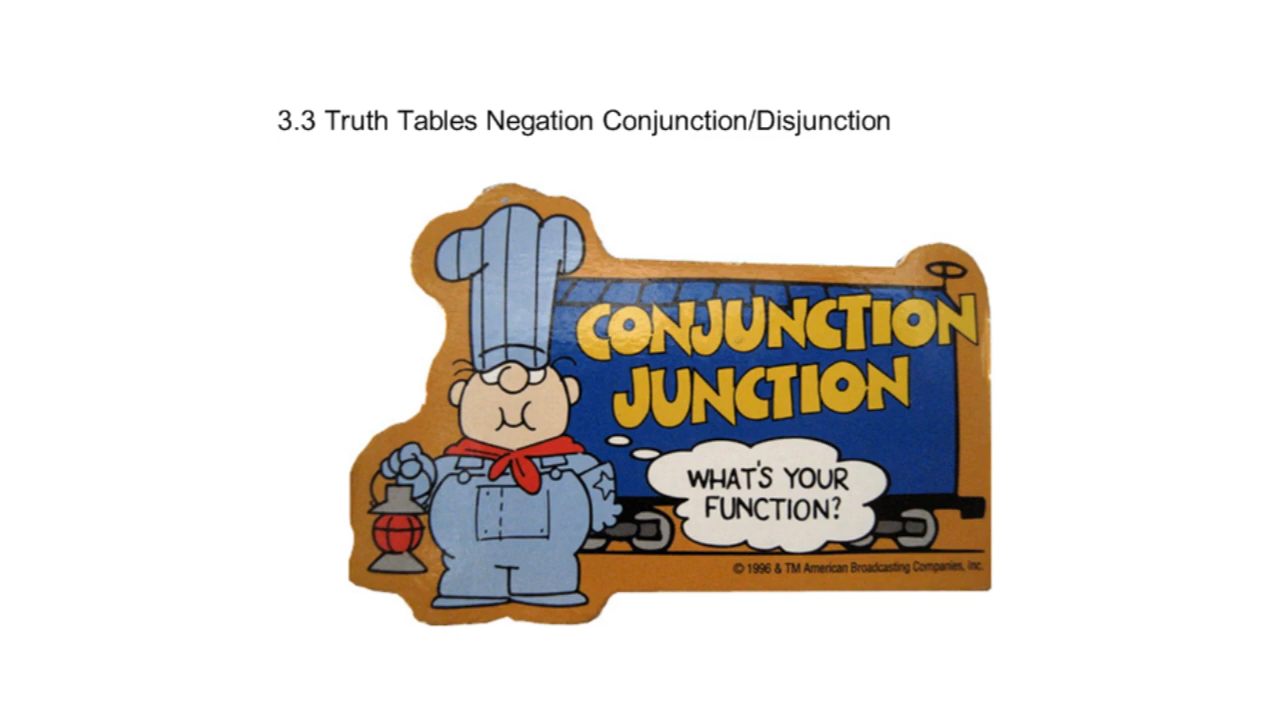 3.3 Truth Tables Negation Conjunction/Disjunction
CONJUNCTION
JUNCTION
WHAT'S YOUR
FUNCTION?
© 1996 & TM American Broadcasting Companies, Inc.